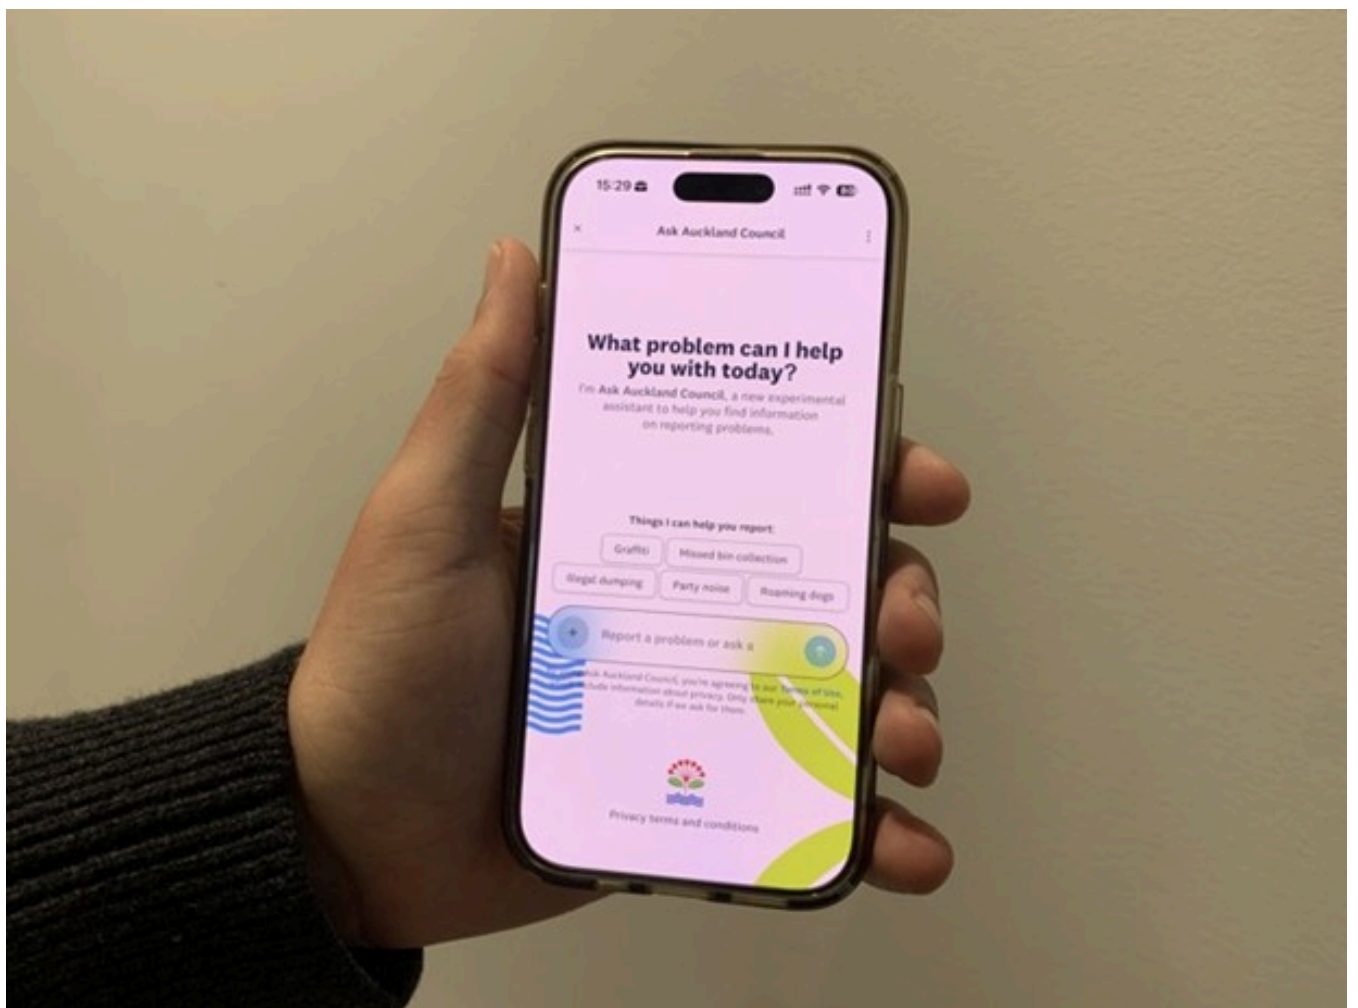 15:29
Ask Auckland Council
What problem can I help
you with today?
I'm Ask Auckland Council, a new experimental
assistant to help you find information
on reporting problems.
Things I can help you report:
Graffiti
Missed bin collection
Illegal dumping
Party noise
Roaming dogs
Report a problem or ask a
Ask Auckland Council, you're agreeing to our Terms of Use,
include information about privacy. Only share your personal
details if we ask for them.
Privacy terms and conditions